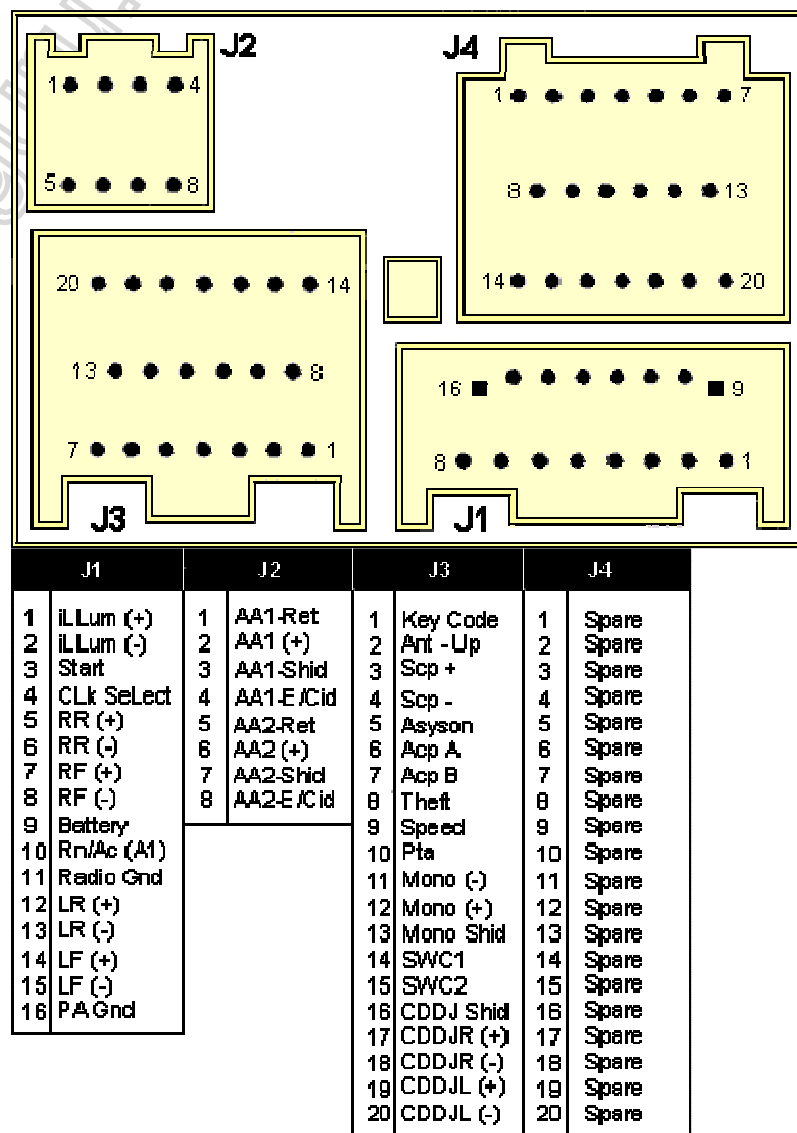 J2
J4
1 4
5 8
1 7
8 13
14 20
20 14
13 8
7 1
J3
16 9
8 1
J1
J1 J2 J3 J4
1 iLLum (+) 1 AA1-Ret 1 Key Code 1 Spare
2 iLLum (-) 2 AA1 (+) 2 Ant - Up 2 Spare
3 Start 3 AA1-Shid 3 Scp + 3 Spare
4 CLk SeLect 4 AA1-E/Cid 4 Scp - 4 Spare
5 RR (+) 5 AA2-Ret 5 Asyson 5 Spare
6 RR (-) 6 AA2 (+) 6 Acp A 6 Spare
7 RF (+) 7 AA2-Shid 7 Acp B 7 Spare
8 RF (-) 8 AA2-E/Cid 8 Theft 8 Spare
9 Battery 9 Speed 9 Spare
10 Rn/Ac (A1) 10 Pta 10 Spare
11 Radio Gnd 11 Mono (-) 11 Spare
12 LR (+) 12 Mono (+) 12 Spare
13 LR (-) 13 Mono Shid 13 Spare
14 LF (+) 14 SWC1 14 Spare
15 LF (-) 15 SWC2 15 Spare
16 PA Gnd 16 CDDJ Shid 16 Spare
17 CDDJR (+) 17 Spare
18 CDDJR (-) 18 Spare
19 CDDJL (+) 19 Spare
20 CDDJL (-) 20 Spare